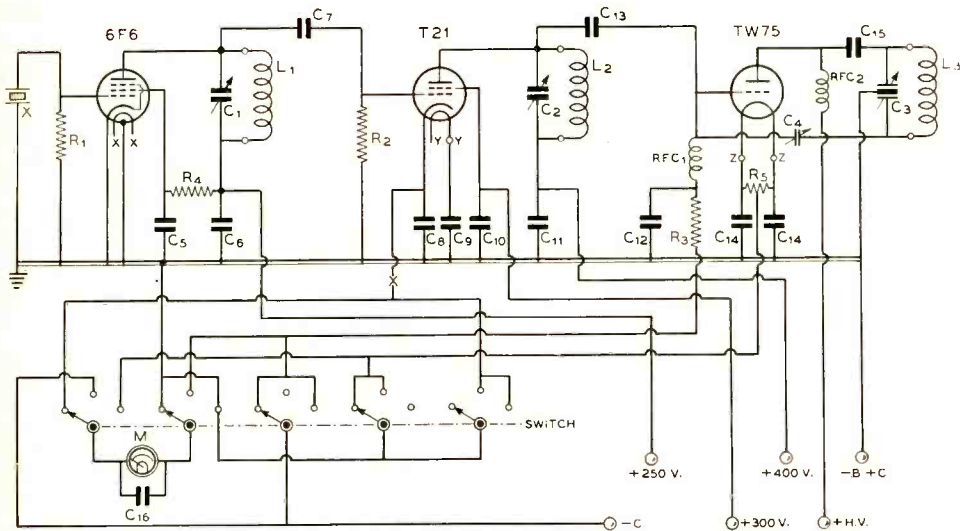 6F6
C7
T21
C13
TW75
C15
L1
L2
RFC2
L3
X
C1
C2
C3
C4
R1
R2
X X
Y Y
RFC1
Z Z
R4
R5
C5
C6
C8
C9
C10
C11
C12
R3
C14
C14
X
SWITCH
M
C16
+250 V.
+400 V.
-B +C
-C
+300 V.
+H.V.